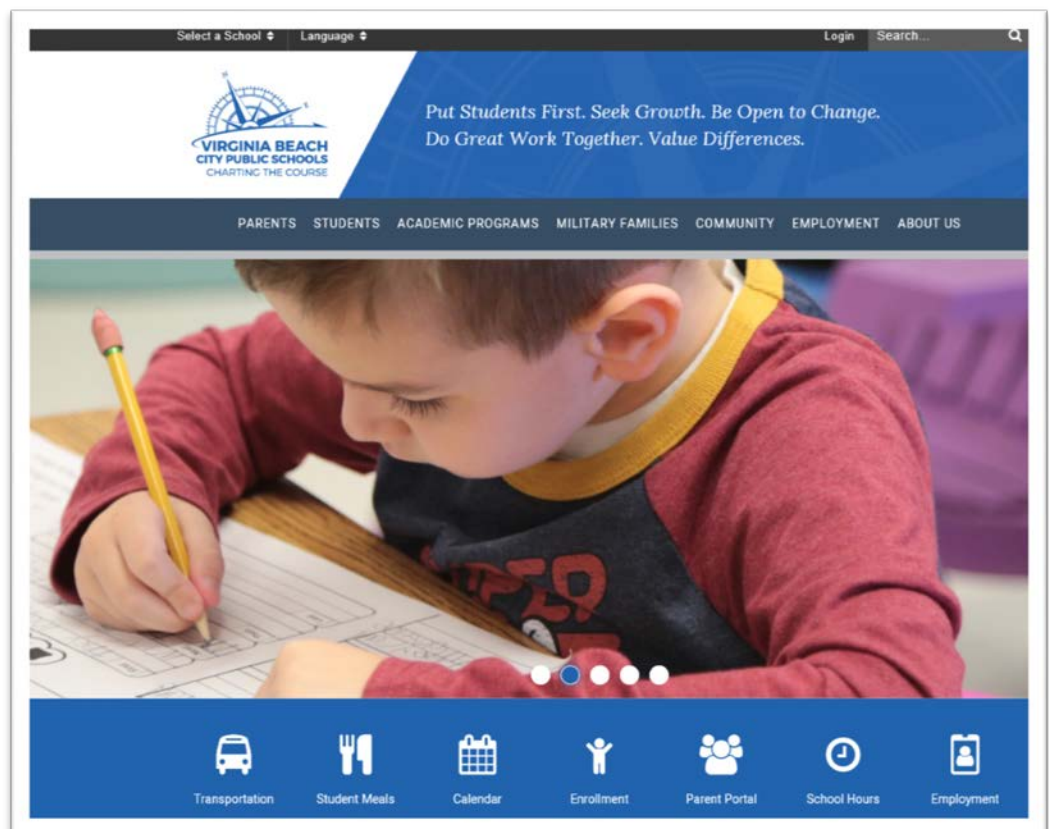 Select a School Language Login Search...
VIRGINIA BEACH
CITY PUBLIC SCHOOLS
CHARTING THE COURSE
Put Students First. Seek Growth. Be Open to Change.
Do Great Work Together. Value Differences.
PARENTS STUDENTS ACADEMIC PROGRAMS MILITARY FAMILIES COMMUNITY EMPLOYMENT ABOUT US
Transportation Student Meals Calendar Enrollment Parent Portal School Hours Employment